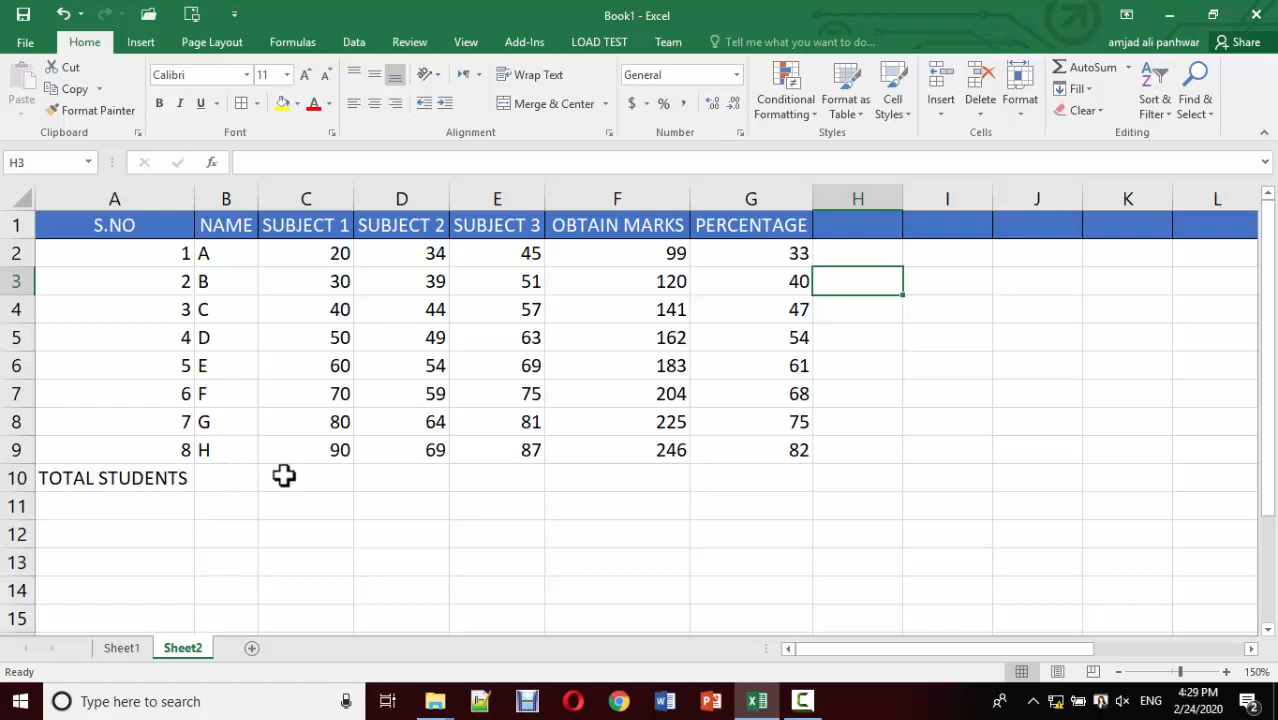 Book1 - Excel
File Home Insert Page Layout Formulas Data Review View Add-Ins LOAD TEST Team Tell me what you want to do... amjad ali panhwar Share
Cut
Copy
Format Painter
Paste
Clipboard
Calibri 11
B I U
Font
Wrap Text
Merge & Center
Alignment
General
$ % ,
Number
Conditional Formatting
Format as Table
Cell Styles
Styles
Insert Delete Format
Cells
AutoSum
Fill
Clear
Sort & Filter
Find & Select
Editing
H3 fx
A B C D E F G H I J K L
1 S.NO NAME SUBJECT 1 SUBJECT 2 SUBJECT 3 OBTAIN MARKS PERCENTAGE
2 1 A 20 34 45 99 33
3 2 B 30 39 51 120 40
4 3 C 40 44 57 141 47
5 4 D 50 49 63 162 54
6 5 E 60 54 69 183 61
7 6 F 70 59 75 204 68
8 7 G 80 64 81 225 75
9 8 H 90 69 87 246 82
10 TOTAL STUDENTS
11
12
13
14
15
Sheet1 Sheet2
Ready 150%
Type here to search
ENG
4:29 PM
2/24/2020
2